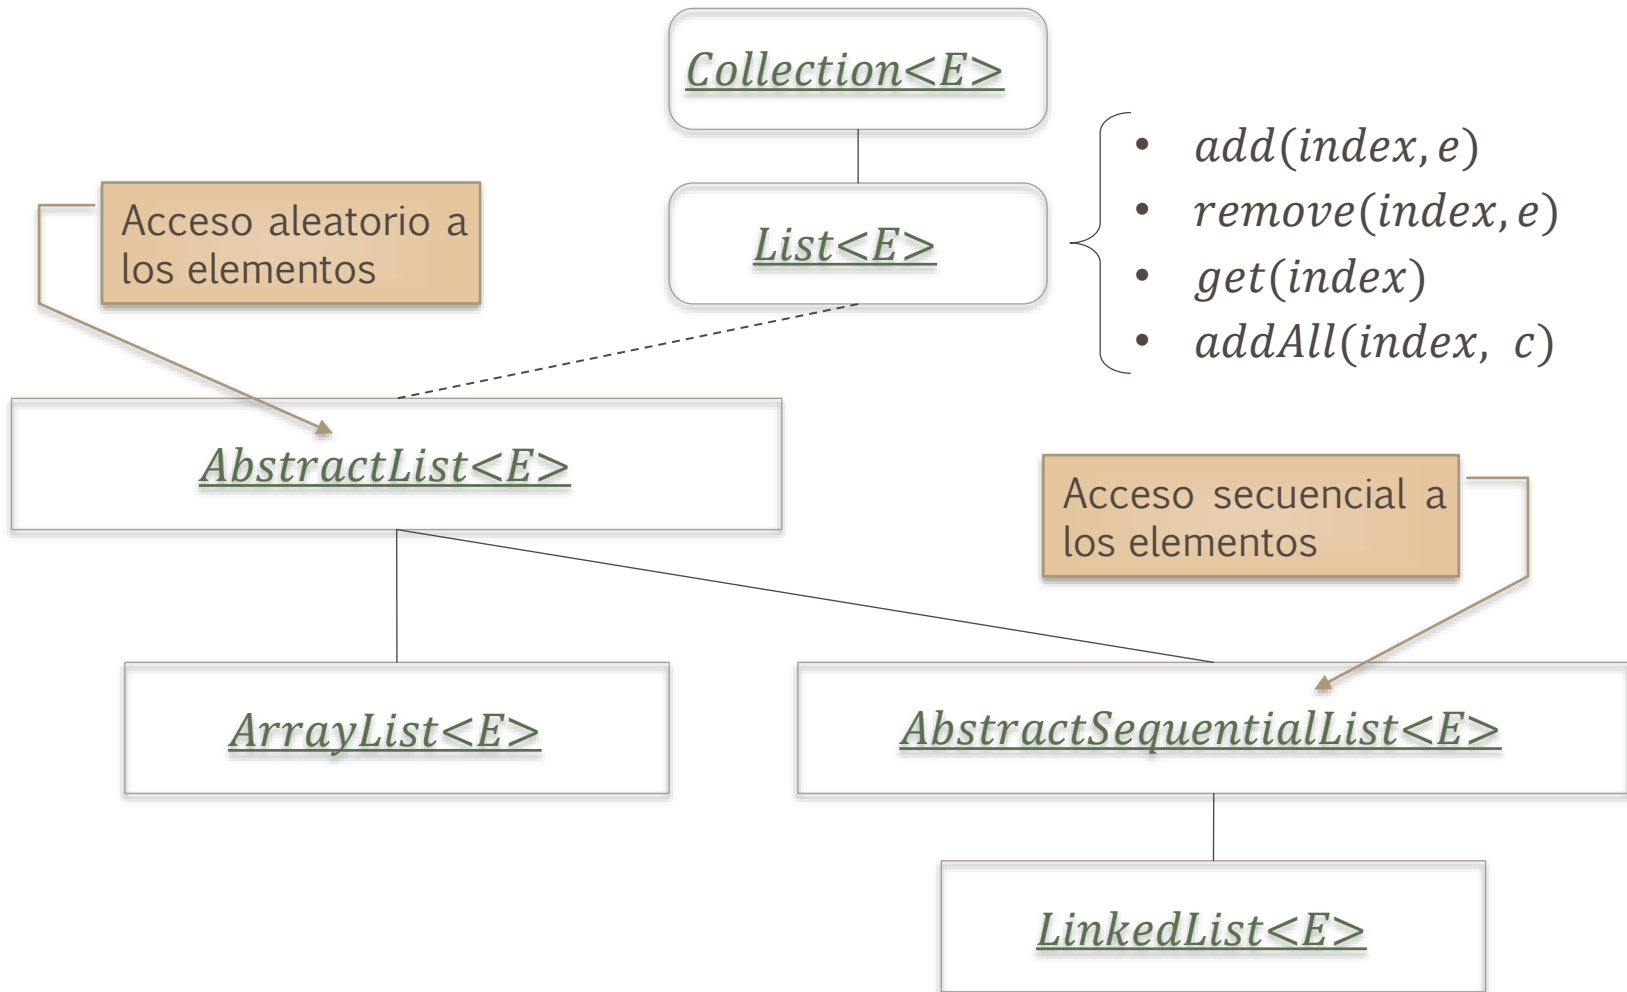 Collection<E>
• add(index, e)
• remove(index, e)
• get(index)
• addAll(index, c)
List<E>
Acceso aleatorio a
los elementos
AbstractList<E>
Acceso secuencial a
los elementos
ArrayList<E>
AbstractSequentialList<E>
LinkedList<E>